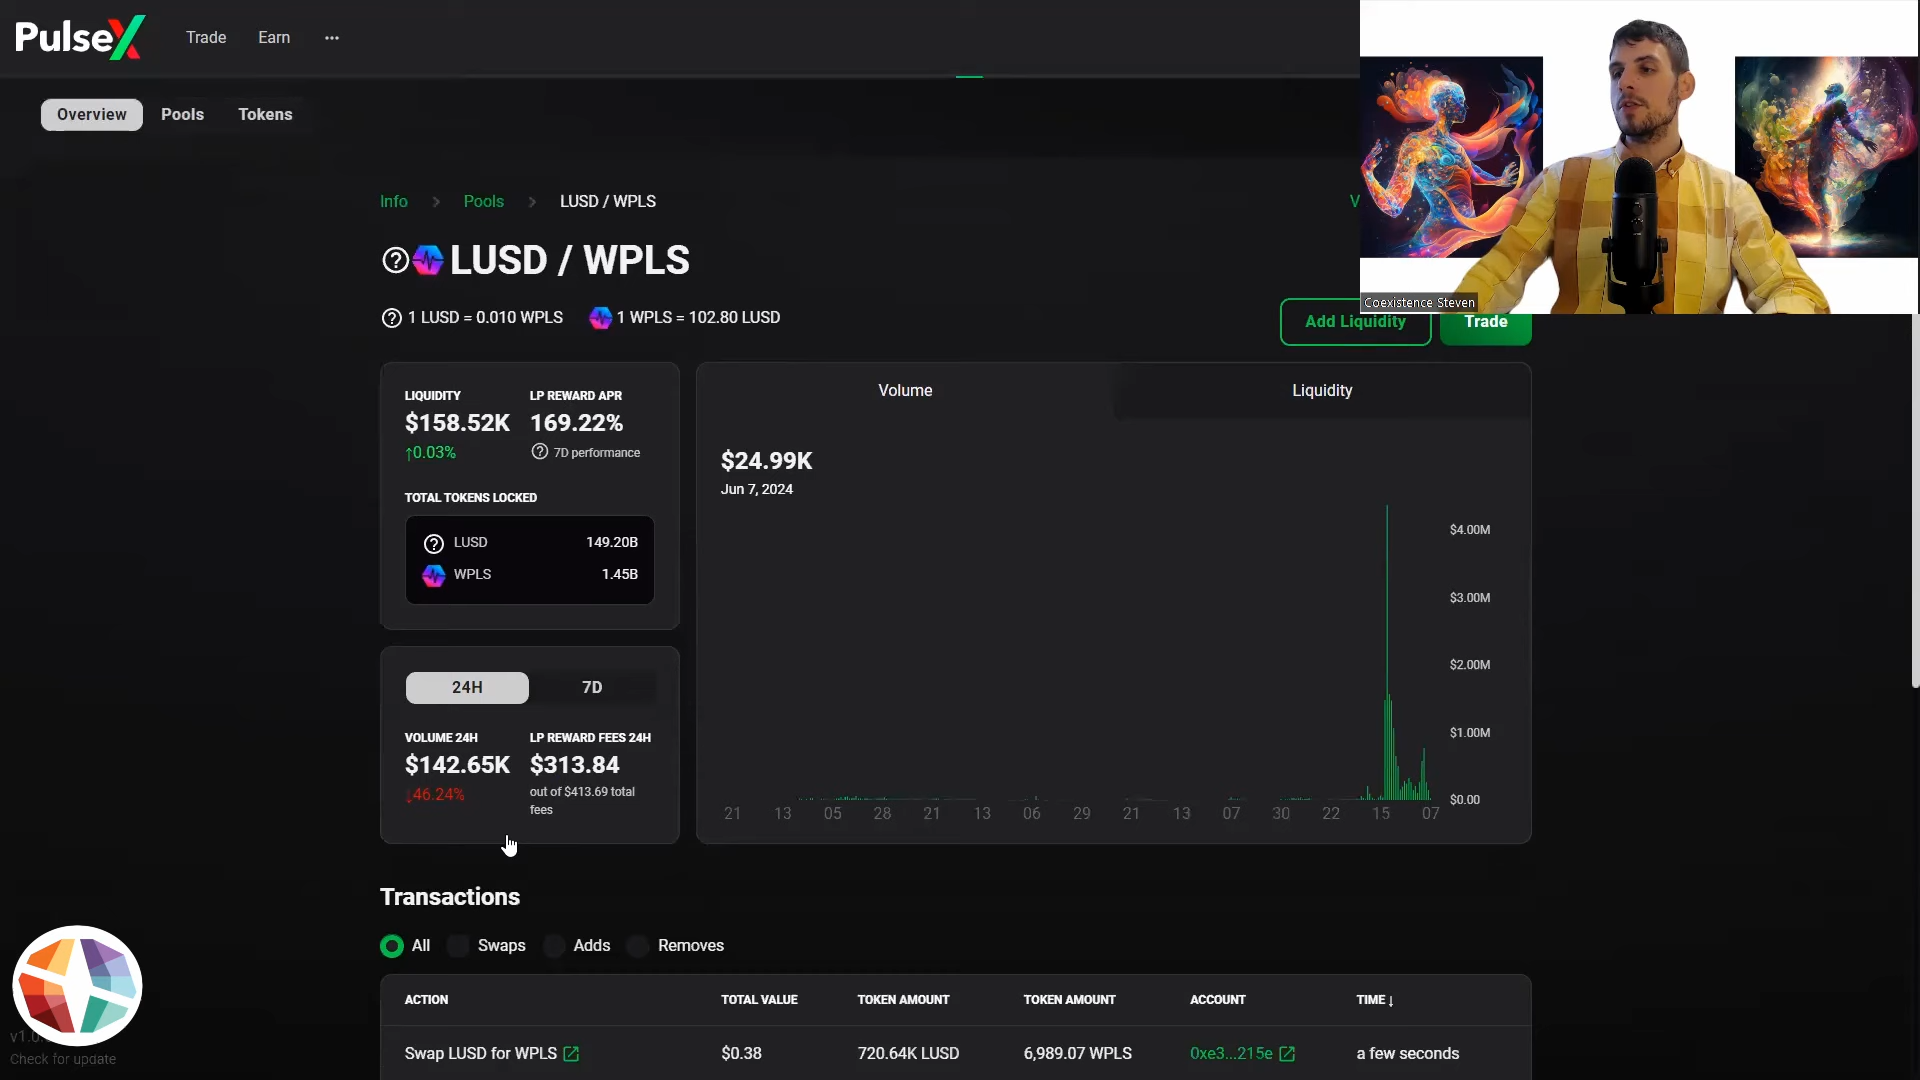 PulseX
Trade
Earn
Overview
Pools
Tokens
Info
Pools
LUSD / WPLS
V
LUSD / WPLS
1 LUSD = 0.010 WPLS
1 WPLS = 102.80 LUSD
Coexistence Steven
Add Liquidity
Trade
LIQUIDITY
$158.52K
↑0.03%
LP REWARD APR
169.22%
7D performance
TOTAL TOKENS LOCKED
LUSD 149.20B
WPLS 1.45B
24H
7D
VOLUME 24H
$142.65K
↓46.24%
LP REWARD FEES 24H
$313.84
out of $413.69 total
fees
Volume
Liquidity
$24.99K
Jun 7, 2024
$4.00M
$3.00M
$2.00M
$1.00M
$0.00
21 13 05 28 21 13 06 29 21 13 07 30 22 15 07
Transactions
All
Swaps
Adds
Removes
ACTION TOTAL VALUE TOKEN AMOUNT TOKEN AMOUNT ACCOUNT TIME ↓
Swap LUSD for WPLS $0.38 720.64K LUSD 6,989.07 WPLS 0xe3...215e a few seconds
Check for update